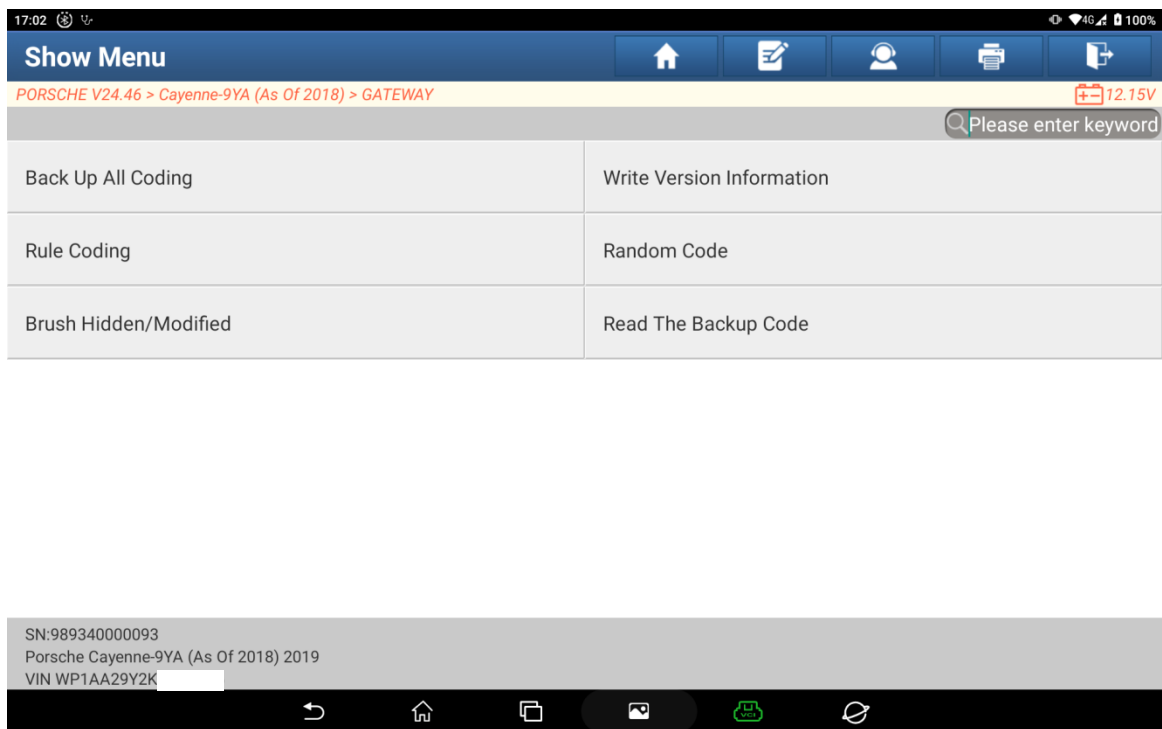 17:02
4G 100%
Show Menu
PORSCHE V24.46 > Cayenne-9YA (As Of 2018) > GATEWAY
12.15V
Please enter keyword
Back Up All Coding
Write Version Information
Rule Coding
Random Code
Brush Hidden/Modified
Read The Backup Code
SN:989340000093
Porsche Cayenne-9YA (As Of 2018) 2019
VIN WP1AA29Y2K
VCI